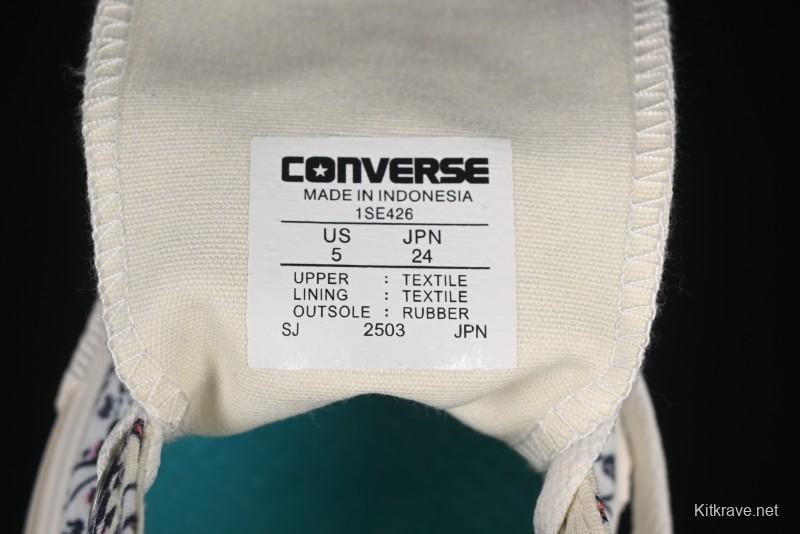 CONVERSE
MADE IN INDONESIA
1SE426
US JPN
5 24
UPPER : TEXTILE
LINING : TEXTILE
OUTSOLE : RUBBER
SJ 2503 JPN
Kitkrave.net